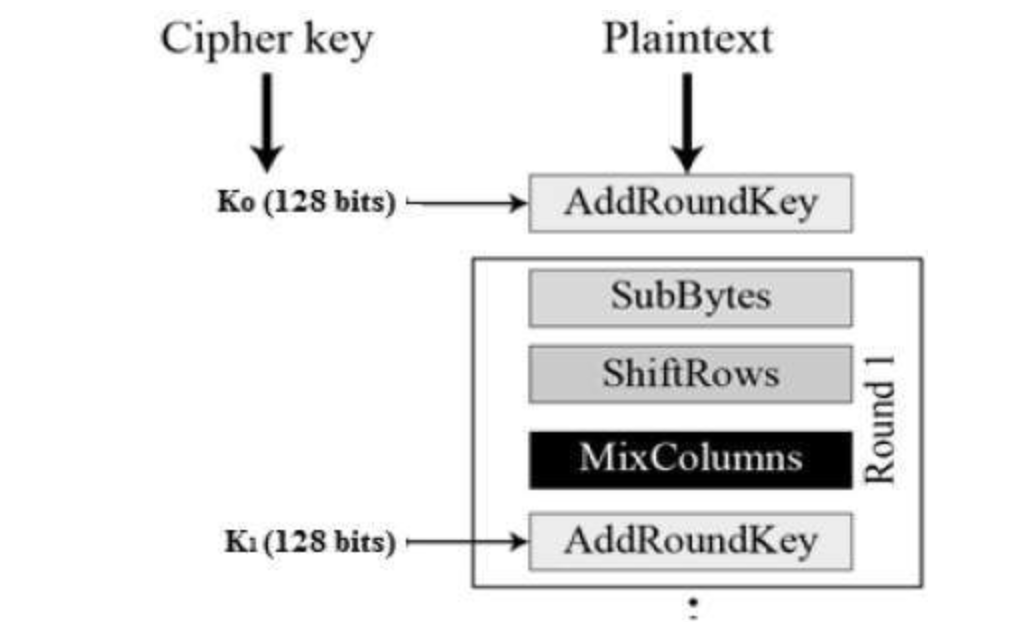 Cipher key Plaintext
K0 (128 bits) AddRoundKey
SubBytes
ShiftRows
MixColumns
Round 1
K1 (128 bits) AddRoundKey